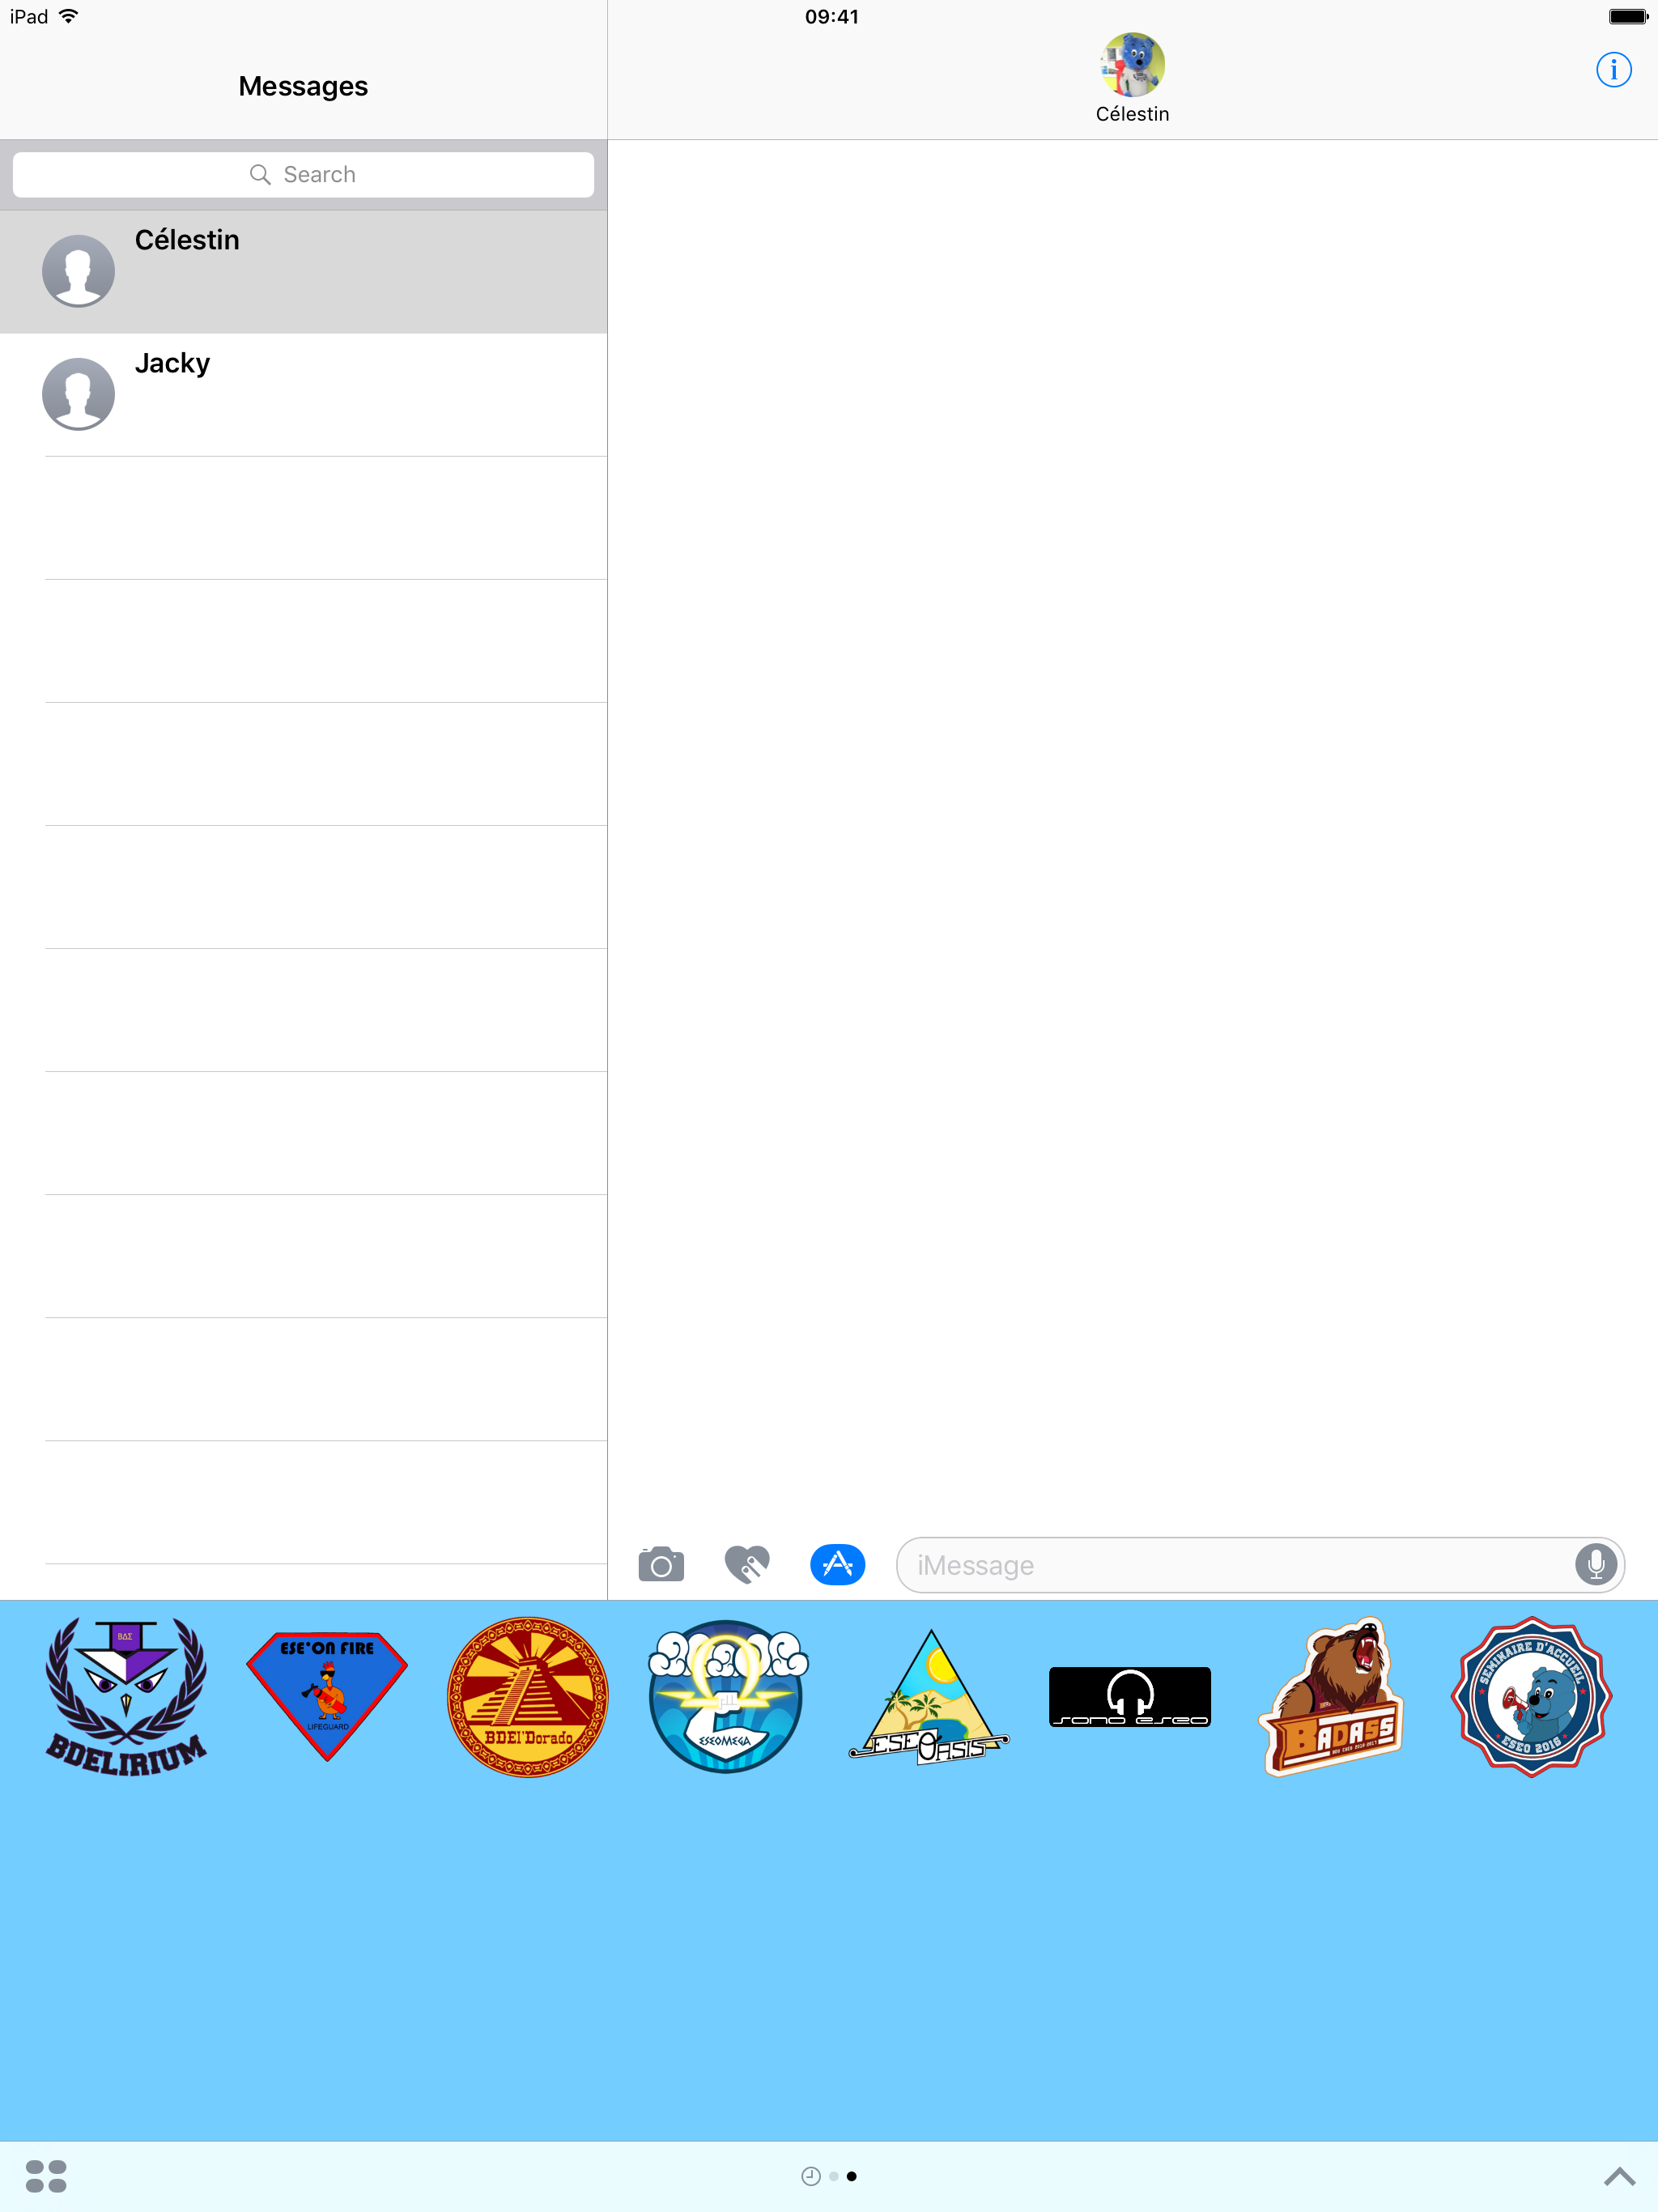 iPad
09:41
Messages
Célestin
Search
Célestin
Jacky
iMessage
BΔE
BDELIRIUM
ESE'ON FIRE
LIFEGUARD
BDEl'Dorado
ESEOMEGA
ESEOASIS
SONO ESEO
BADASS
SEMINAIRE D'ACCUEIL
ESEO 2016